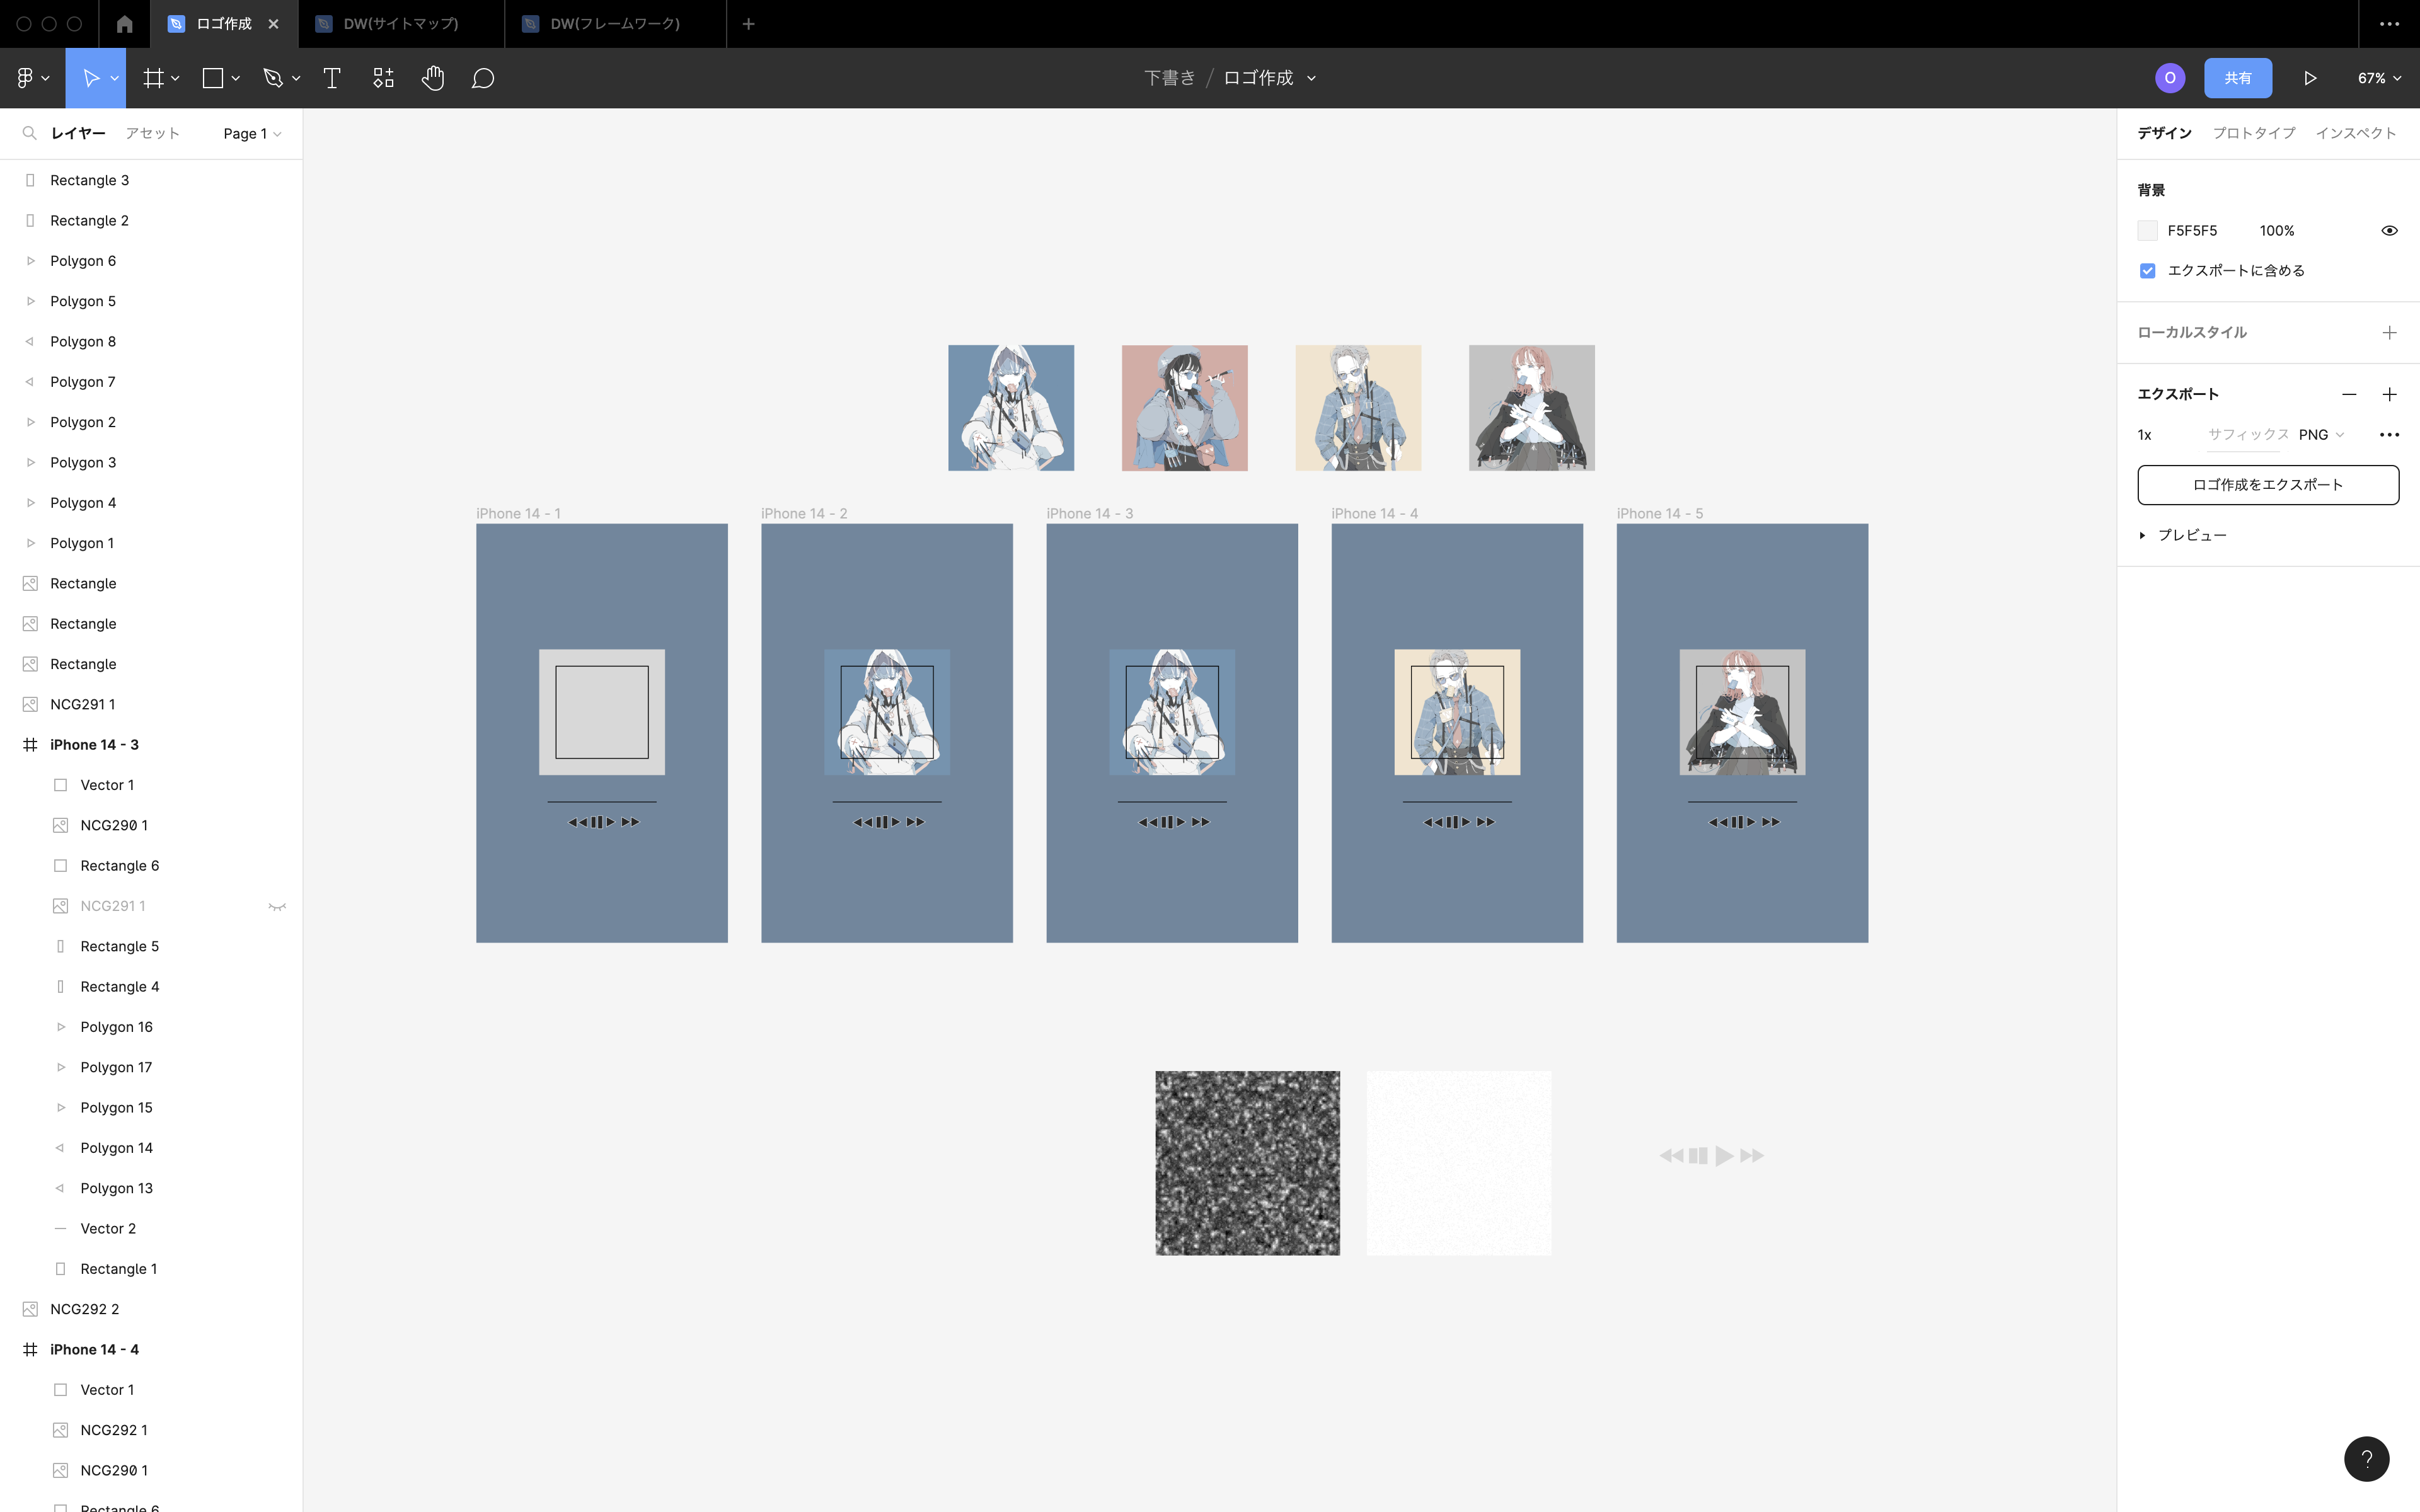 ロゴ作成
DW(サイトマップ)
DW(フレームワーク)
下書き / ロゴ作成
O
共有
67%
レイヤー
アセット
Page 1
Rectangle 3
Rectangle 2
Polygon 6
Polygon 5
Polygon 8
Polygon 7
Polygon 2
Polygon 3
Polygon 4
Polygon 1
Rectangle
Rectangle
Rectangle
NCG291 1
iPhone 14 - 3
Vector 1
NCG290 1
Rectangle 6
NCG291 1
Rectangle 5
Rectangle 4
Polygon 16
Polygon 17
Polygon 15
Polygon 14
Polygon 13
Vector 2
Rectangle 1
NCG292 2
iPhone 14 - 4
Vector 1
NCG292 1
NCG290 1
Rectangle 6
iPhone 14 - 1
iPhone 14 - 2
iPhone 14 - 3
iPhone 14 - 4
iPhone 14 - 5
デザイン
プロトタイプ
インスペクト
背景
F5F5F5 100%
エクスポートに含める
ローカルスタイル
エクスポート
1x サフィックス PNG
ロゴ作成をエクスポート
プレビュー
?